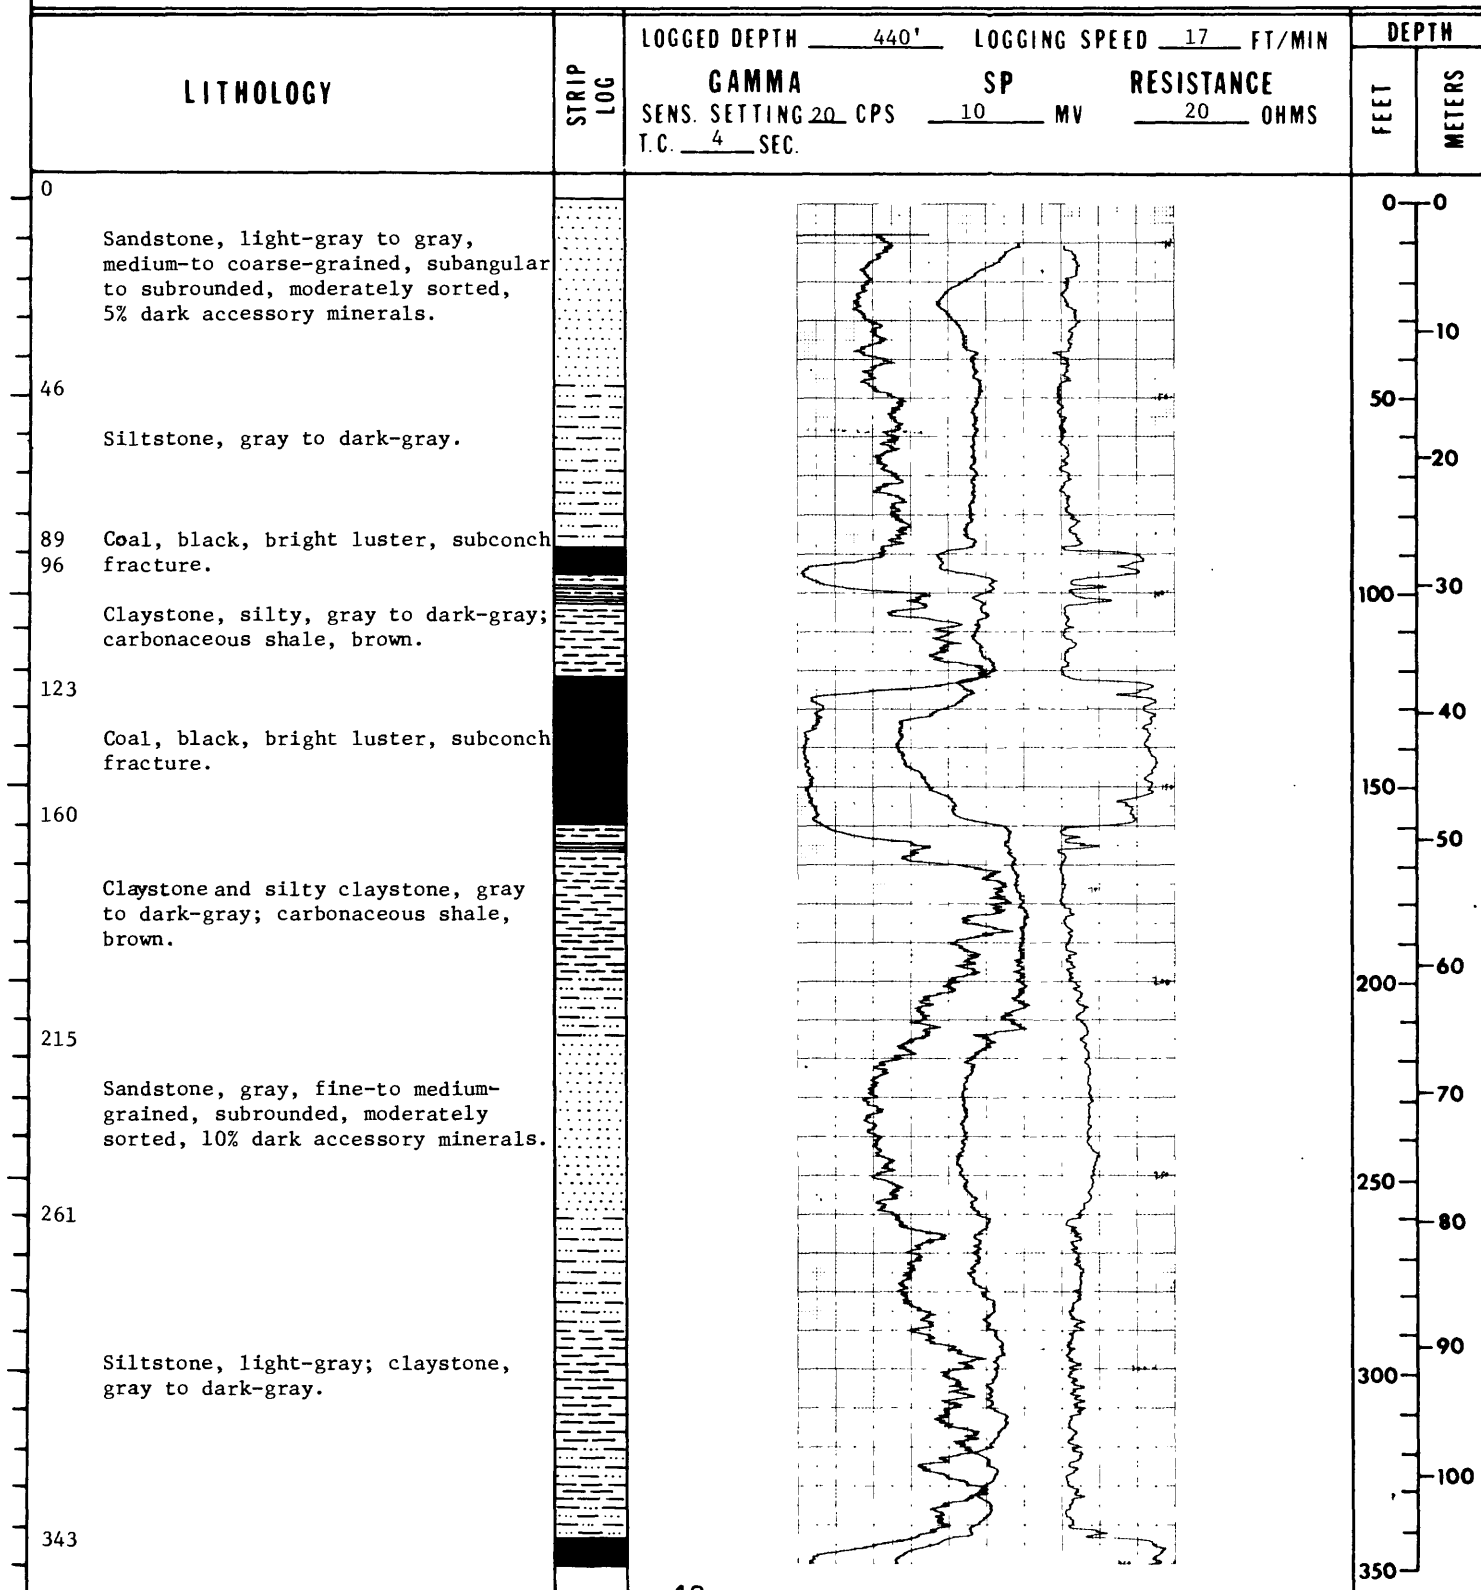 LOGGED DEPTH 440' LOGGING SPEED 17 FT/MIN
DEPTH
LITHOLOGY
STRIP LOG
GAMMA SP RESISTANCE
SENS. SETTING 20 CPS 10 MV 20 OHMS
T.C. 4 SEC.
FEET
METERS
0
Sandstone, light-gray to gray,
medium-to coarse-grained, subangular
to subrounded, moderately sorted,
5% dark accessory minerals.
46
Siltstone, gray to dark-gray.
89 Coal, black, bright luster, subconch
96 fracture.
Claystone, silty, gray to dark-gray;
carbonaceous shale, brown.
123
Coal, black, bright luster, subconch
fracture.
160
Claystone and silty claystone, gray
to dark-gray; carbonaceous shale,
brown.
215
Sandstone, gray, fine-to medium-
grained, subrounded, moderately
sorted, 10% dark accessory minerals.
261
Siltstone, light-gray; claystone,
gray to dark-gray.
343
0
50
100
150
200
250
300
350
0
10
20
30
40
50
60
70
80
90
100